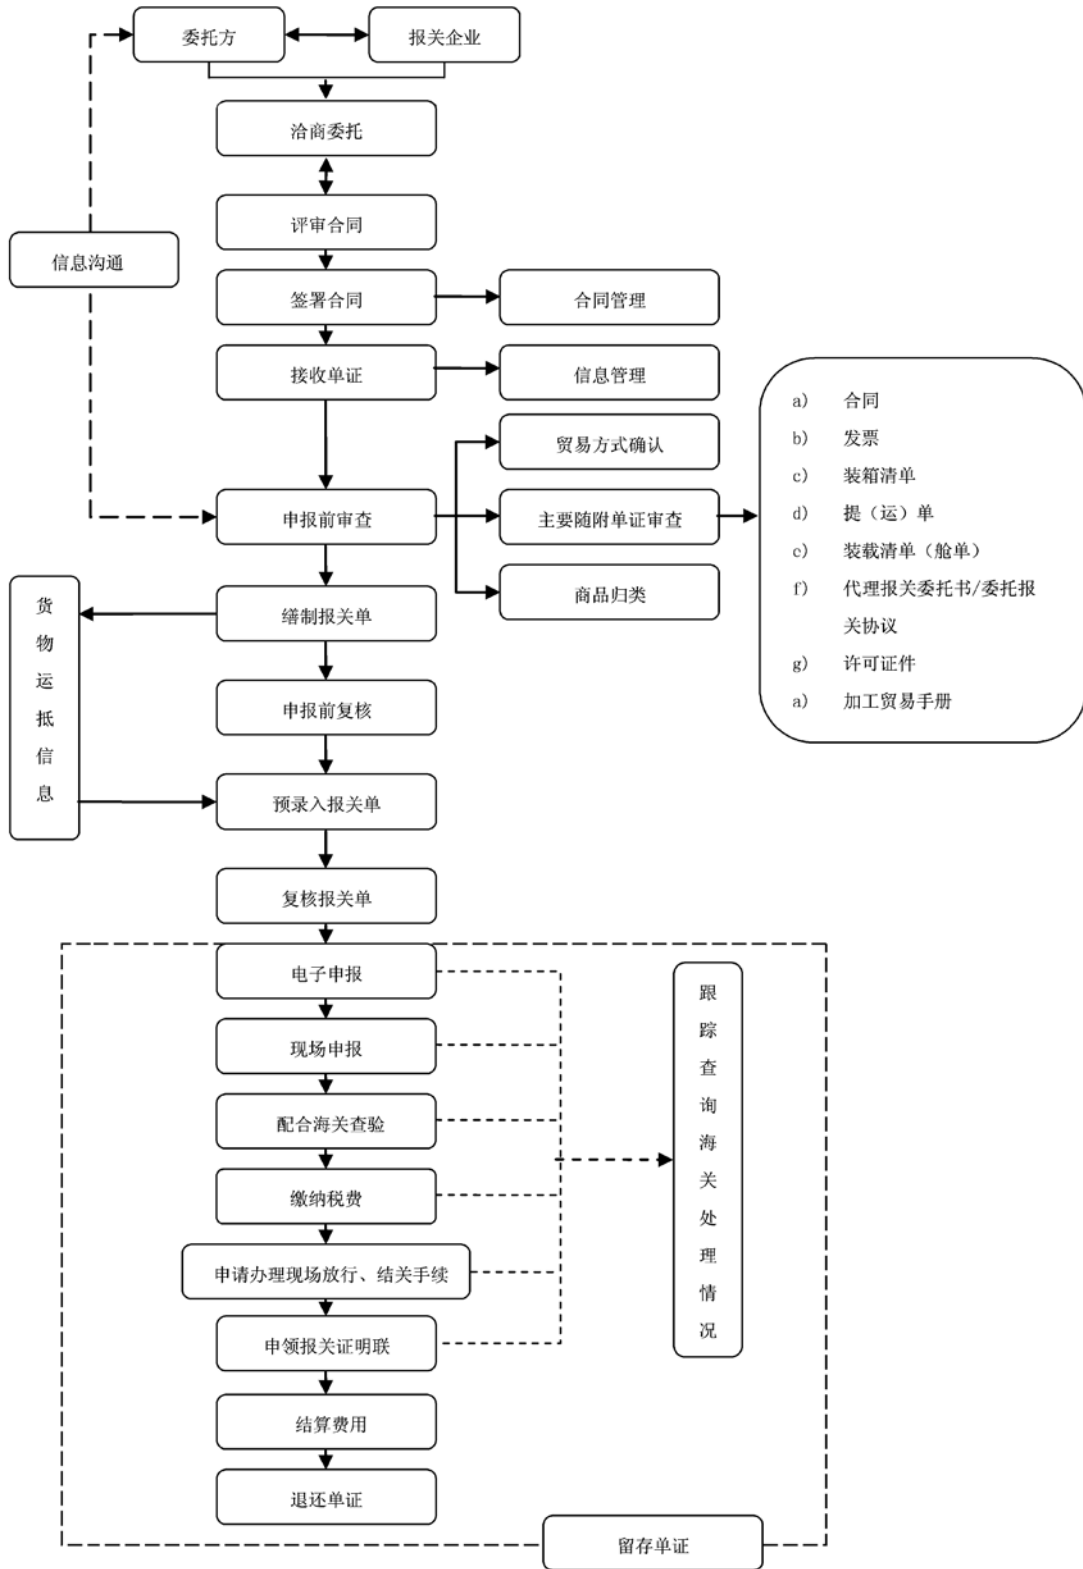 委托方
报关企业
洽商委托
评审合同
信息沟通
签署合同
合同管理
接收单证
信息管理
贸易方式确认
申报前审查
主要随附单证审查
商品归类
a) 合同
b) 发票
c) 装箱清单
d) 提（运）单
e) 装载清单（舱单）
f) 代理报关委托书/委托报
关协议
g) 许可证件
a) 加工贸易手册
货物运抵信息
缮制报关单
申报前复核
预录入报关单
复核报关单
电子申报
现场申报
配合海关查验
缴纳税费
申请办理现场放行、结关手续
申领报关证明联
跟踪查询海关处理情况
结算费用
退还单证
留存单证